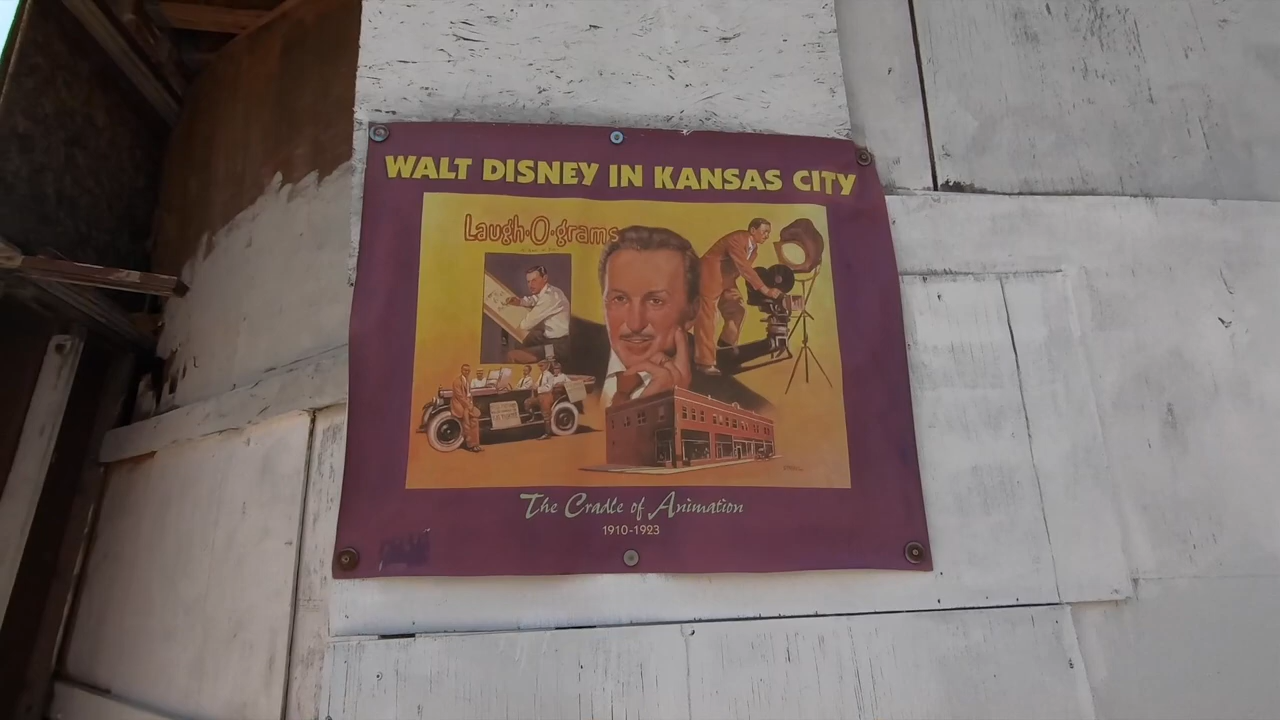 WALT DISNEY IN KANSAS CITY
Laugh-O-grams
The Cradle of Animation
1910-1923